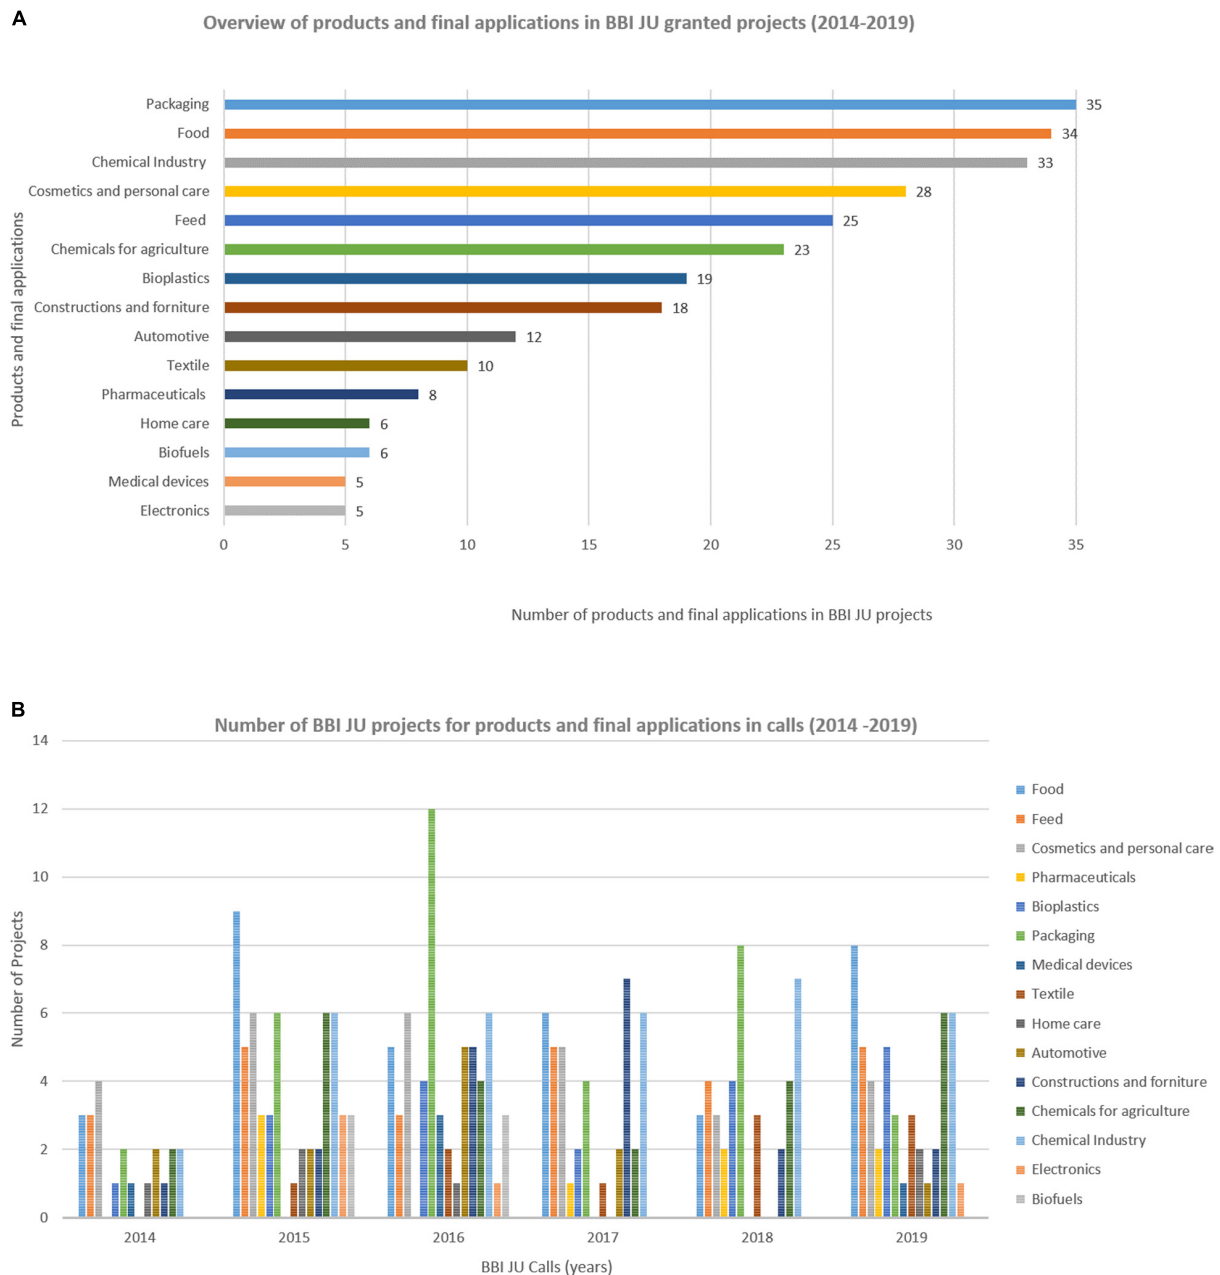 A
Overview of products and final applications in BBI JU granted projects (2014-2019)
Products and final applications
Packaging 35
Food 34
Chemical Industry 33
Cosmetics and personal care 28
Feed 25
Chemicals for agriculture 23
Bioplastics 19
Constructions and forniture 18
Automotive 12
Textile 10
Pharmaceuticals 8
Home care 6
Biofuels 6
Medical devices 5
Electronics 5
0 5 10 15 20 25 30 35
Number of products and final applications in BBI JU projects
B
Number of BBI JU projects for products and final applications in calls (2014 -2019)
Number of Projects
14
12
10
8
6
4
2
0
2014 2015 2016 2017 2018 2019
BBI JU Calls (years)
Food
Feed
Cosmetics and personal care
Pharmaceuticals
Bioplastics
Packaging
Medical devices
Textile
Home care
Automotive
Constructions and forniture
Chemicals for agriculture
Chemical Industry
Electronics
Biofuels